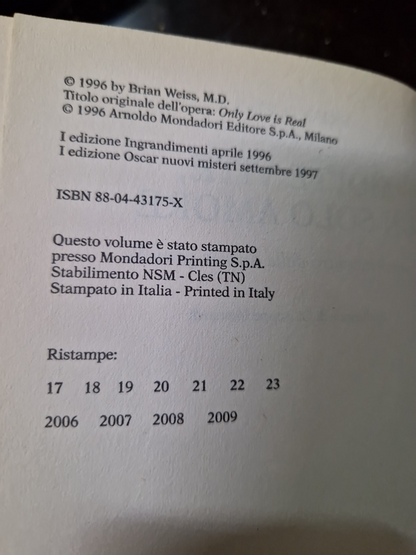 © 1996 by Brian Weiss, M.D.
Titolo originale dell'opera: Only Love is Real
© 1996 Arnoldo Mondadori Editore S.p.A., Milano
I edizione Ingrandimenti aprile 1996
I edizione Oscar nuovi misteri settembre 1997
ISBN 88-04-43175-X
Questo volume è stato stampato
presso Mondadori Printing S.p.A.
Stabilimento NSM - Cles (TN)
Stampato in Italia - Printed in Italy
Ristampe:
17 18 19 20 21 22 23
2006 2007 2008 2009